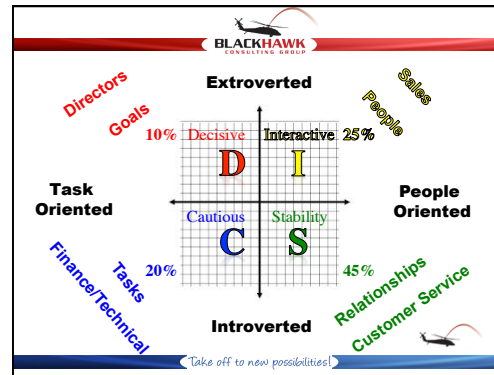 BLACKHAWK
CONSULTING GROUP
Extroverted
Directors
Goals
Sales
People
10% Decisive
Interactive 25%
D
I
Task
Oriented
People
Oriented
Cautious
Stability
C
S
20%
45%
Tasks
Finance/Technical
Relationships
Customer Service
Introverted
Take off to new possibilities!